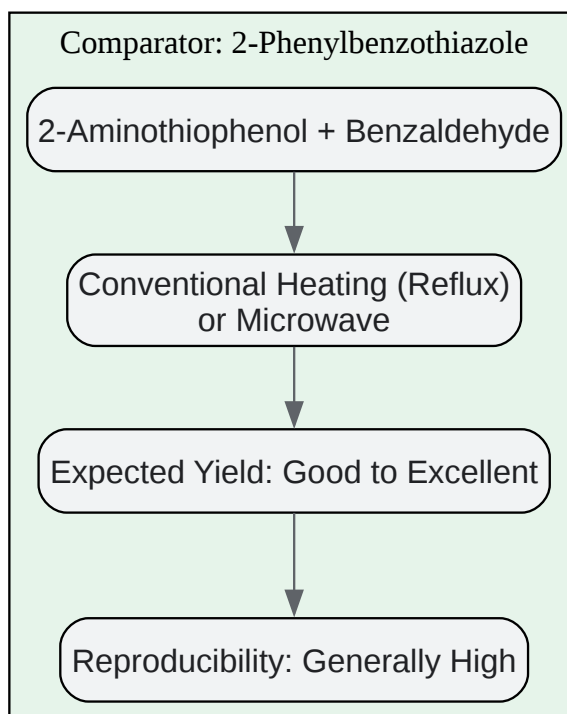 Comparator: 2-Phenylbenzothiazole
2-Aminothiophenol + Benzaldehyde
Conventional Heating (Reflux)
or Microwave
Expected Yield: Good to Excellent
Reproducibility: Generally High